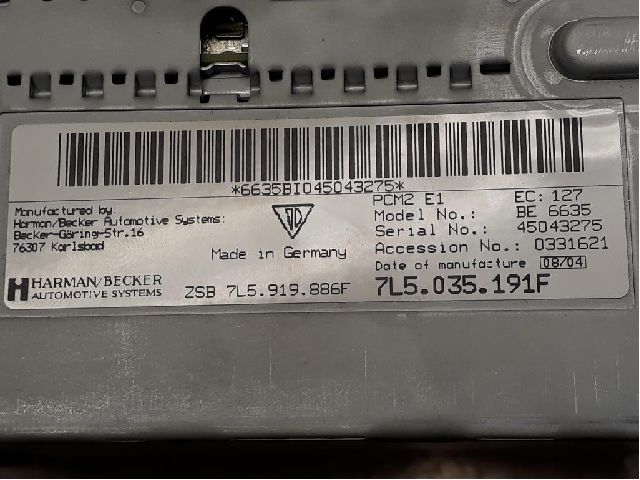 *6635BI045043275*
Manufactured by:
Harman/Becker Automotive Systems:
Becker-Göring-Str.16
76307 Karlsbad
Made in Germany
HARMAN/BECKER
AUTOMOTIVE SYSTEMS
ZSB 7L5.919.886F
PCM2 E1 EC: 127
Model No.: BE 6635
Serial No.: 45043275
Accession No.: 0331621
Date of manufacture 08/04
7L5.035.191F